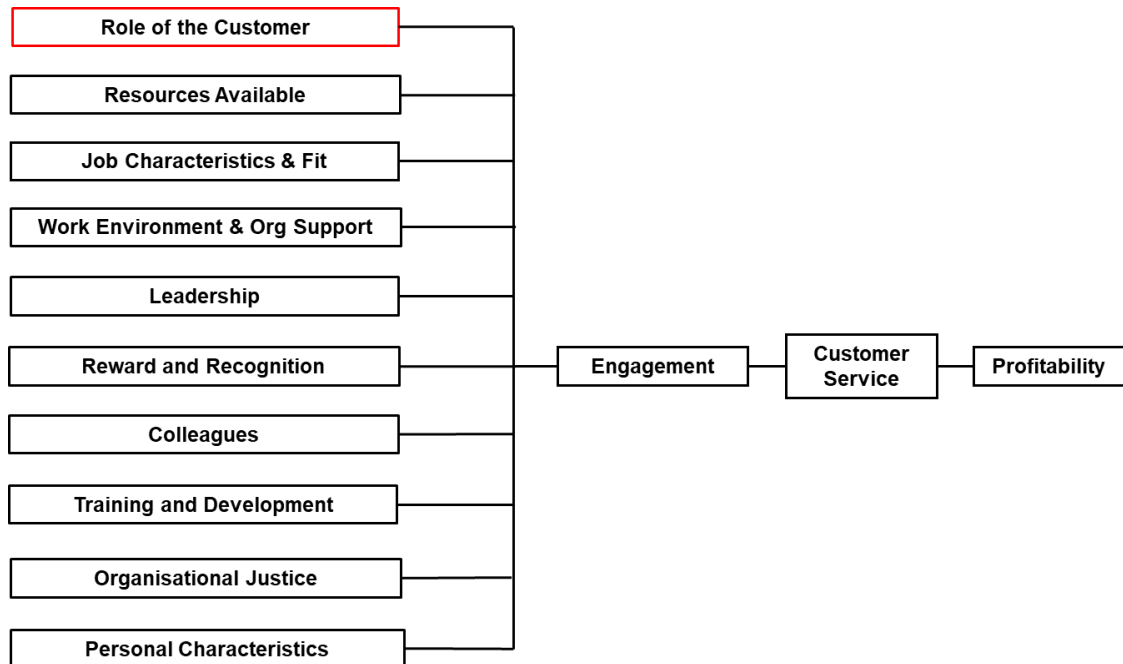 Role of the Customer
Resources Available
Job Characteristics & Fit
Work Environment & Org Support
Leadership
Reward and Recognition
Colleagues
Training and Development
Organisational Justice
Personal Characteristics
Engagement
Customer
Service
Profitability